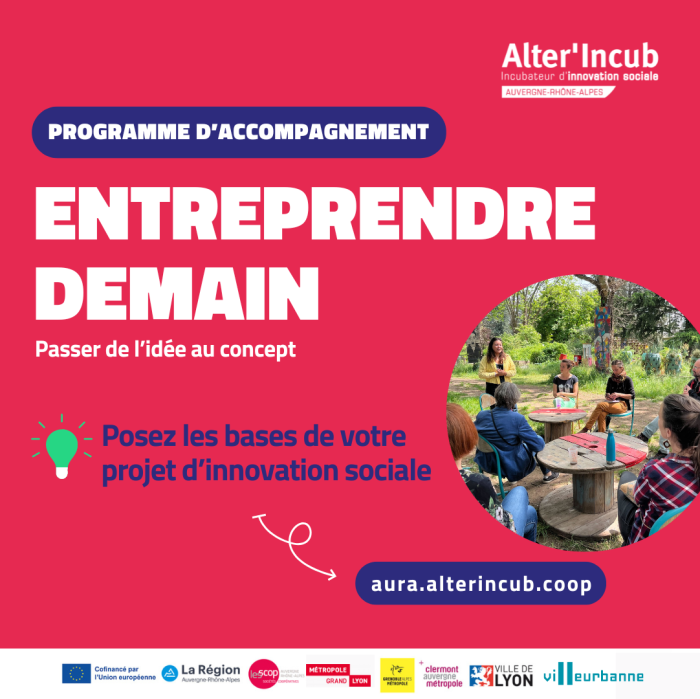 Alter'Incub
Incubateur d'innovation sociale
AUVERGNE-RHÔNE-ALPES
PROGRAMME D'ACCOMPAGNEMENT
ENTREPRENDRE
DEMAIN
Passer de l'idée au concept
Posez les bases de votre
projet d'innovation sociale
aura.alterincub.coop
Cofinancé par
l'Union européenne
La Région
Auvergne-Rhône-Alpes
les scop
MÉTROPOLE
GRAND LYON
GRENOBLE ALPES
MÉTROPOLE
clermont
auvergne
métropole
VILLE DE
LYON
villeurbanne